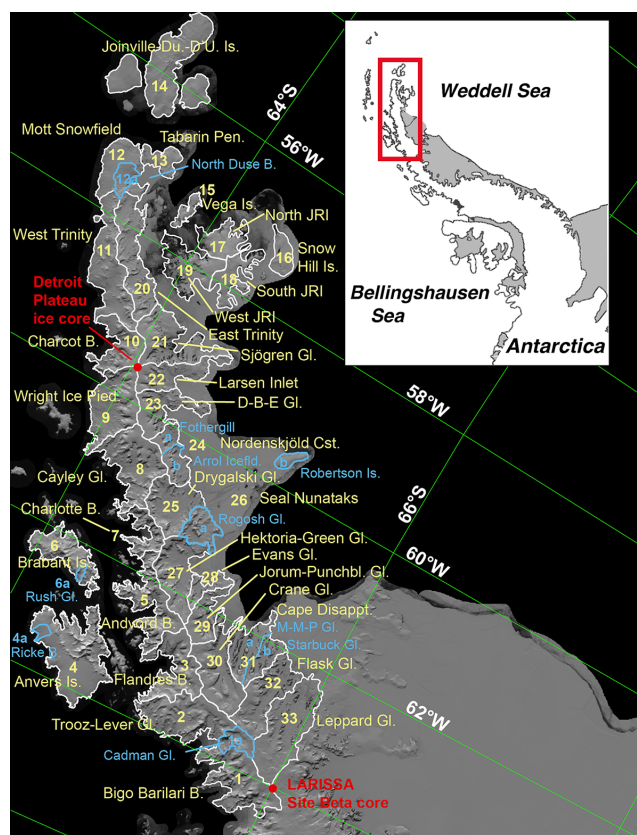 Joinville-Du.-D'U. Is.
14
64°S
56°W
Mott Snowfield
Tabarin Pen.
12
13
12a
North Duse B.
15
Vega Is.
North JRI
West Trinity
11
17
16
Snow
Hill Is.
19
18
South JRI
Detroit
Plateau
ice core
20
West JRI
East Trinity
10
21
Charcot B.
Sjögren Gl.
22
Larsen Inlet
Wright Ice Pied.
23
D-B-E Gl.
9
Fothergill
a
24
Nordenskjöld Cst.
58°W
8
b
Arrol Icefld.
b
Robertson Is.
Cayley Gl.
Drygalski Gl.
25
26
Seal Nunataks
66°S
Charlotte B.
a
Rogosh Gl.
7
6
Hektoria-Green Gl.
60°W
Brabant Is.
27
28
Evans Gl.
6a
Rush Gl.
Jorum-Punchbl. Gl.
5
Crane Gl.
4a
Andvord B.
29
Cape Disappt.
Ricke B.
M-M-P Gl.
a
b
Starbuck Gl.
4
3
30
31
Flask Gl.
Anvers Is.
Flandres B.
32
2
33
Leppard Gl.
62°W
Trooz-Lever Gl.
Cadman Gl.
1
LARISSA
Site Beta core
Bigo Barilari B.
Weddell Sea
Bellingshausen
Sea
Antarctica